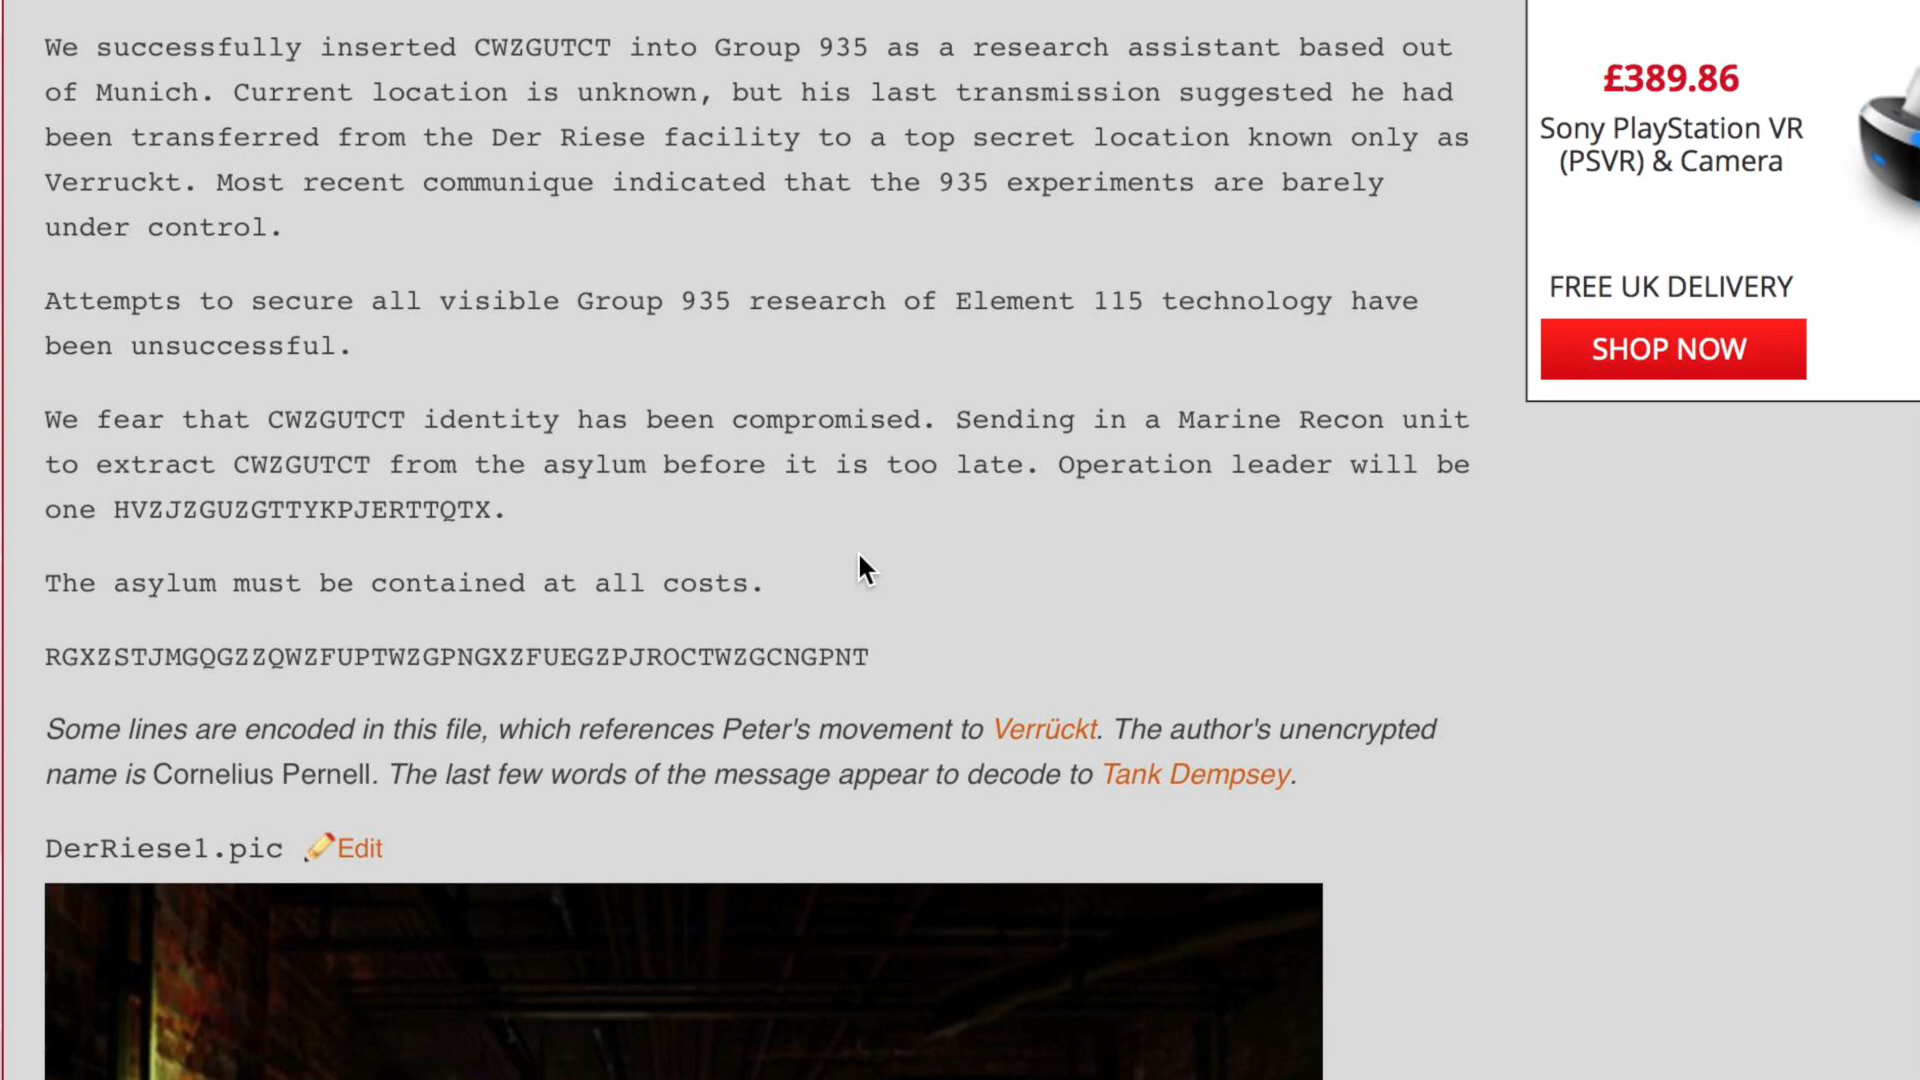 We successfully inserted CWZGUTCT into Group 935 as a research assistant based out
of Munich. Current location is unknown, but his last transmission suggested he had
been transferred from the Der Riese facility to a top secret location known only as
Verruckt. Most recent communique indicated that the 935 experiments are barely
under control.
Attempts to secure all visible Group 935 research of Element 115 technology have
been unsuccessful.
We fear that CWZGUTCT identity has been compromised. Sending in a Marine Recon unit
to extract CWZGUTCT from the asylum before it is too late. Operation leader will be
one HVZJZGUZGTTYKPJERTTQTX.
The asylum must be contained at all costs.
RGXZSTJMGQGZZQWZFUPTWZGPNGXZFUEGZPJROCTWZGCNGPNT
Some lines are encoded in this file, which references Peter's movement to Verrückt. The author's unencrypted
name is Cornelius Pernell. The last few words of the message appear to decode to Tank Dempsey.
DerRiese1.pic Edit
£389.86
Sony PlayStation VR
(PSVR) & Camera
FREE UK DELIVERY
SHOP NOW